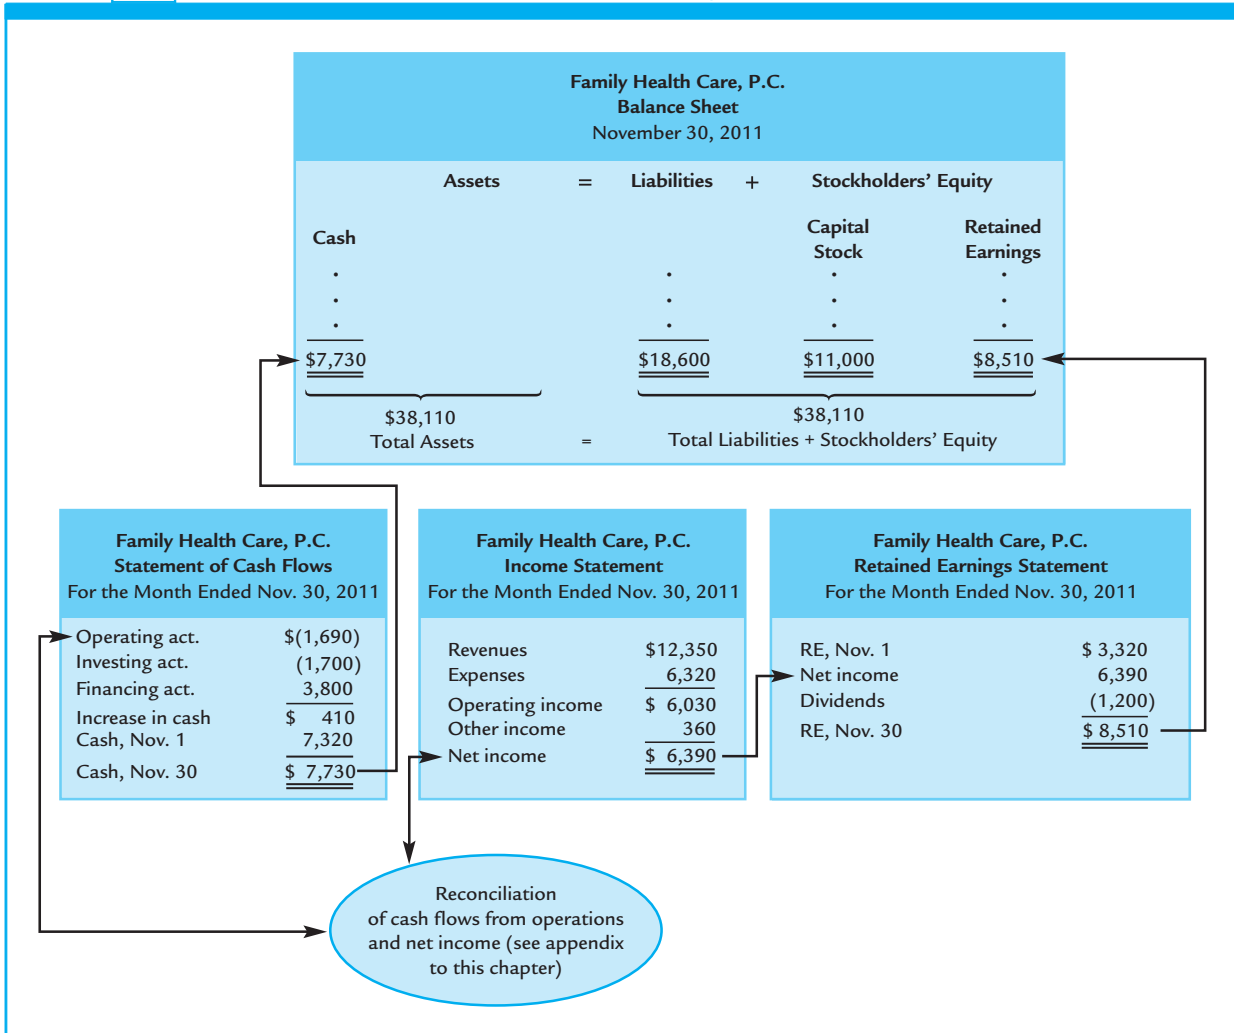 Family Health Care, P.C.
Balance Sheet
November 30, 2011
Assets = Liabilities + Stockholders’ Equity
Cash
Capital
Stock
Retained
Earnings
$7,730 $18,600 $11,000 $8,510
$38,110 $38,110
Total Assets = Total Liabilities + Stockholders’ Equity
Family Health Care, P.C.
Statement of Cash Flows
For the Month Ended Nov. 30, 2011
Operating act. $(1,690)
Investing act. (1,700)
Financing act. 3,800
Increase in cash $ 410
Cash, Nov. 1 7,320
Cash, Nov. 30 $ 7,730
Family Health Care, P.C.
Income Statement
For the Month Ended Nov. 30, 2011
Revenues $12,350
Expenses 6,320
Operating income $ 6,030
Other income 360
Net income $ 6,390
Family Health Care, P.C.
Retained Earnings Statement
For the Month Ended Nov. 30, 2011
RE, Nov. 1 $ 3,320
Net income 6,390
Dividends (1,200)
RE, Nov. 30 $ 8,510
Reconciliation
of cash flows from operations
and net income (see appendix
to this chapter)